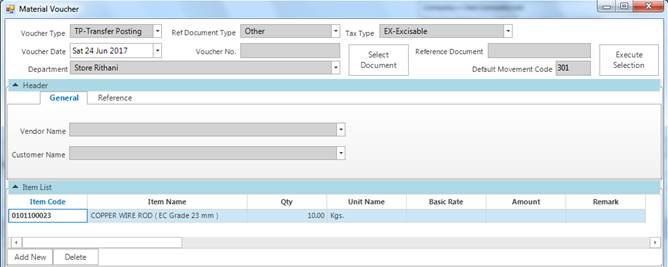 Material Voucher
Voucher Type TP-Transfer Posting Ref Document Type Other Tax Type EX-Excisable
Voucher Date Sat 24 Jun 2017 Voucher No. Select Document Reference Document Execute Selection
Department Store Rithani Default Movement Code 301
Header
General Reference
Vendor Name
Customer Name
Item List
Item Code Item Name Qty Unit Name Basic Rate Amount Remark
0101100023 COPPER WIRE ROD ( EC Grade 23 mm ) 10.00 Kgs.
Add New Delete